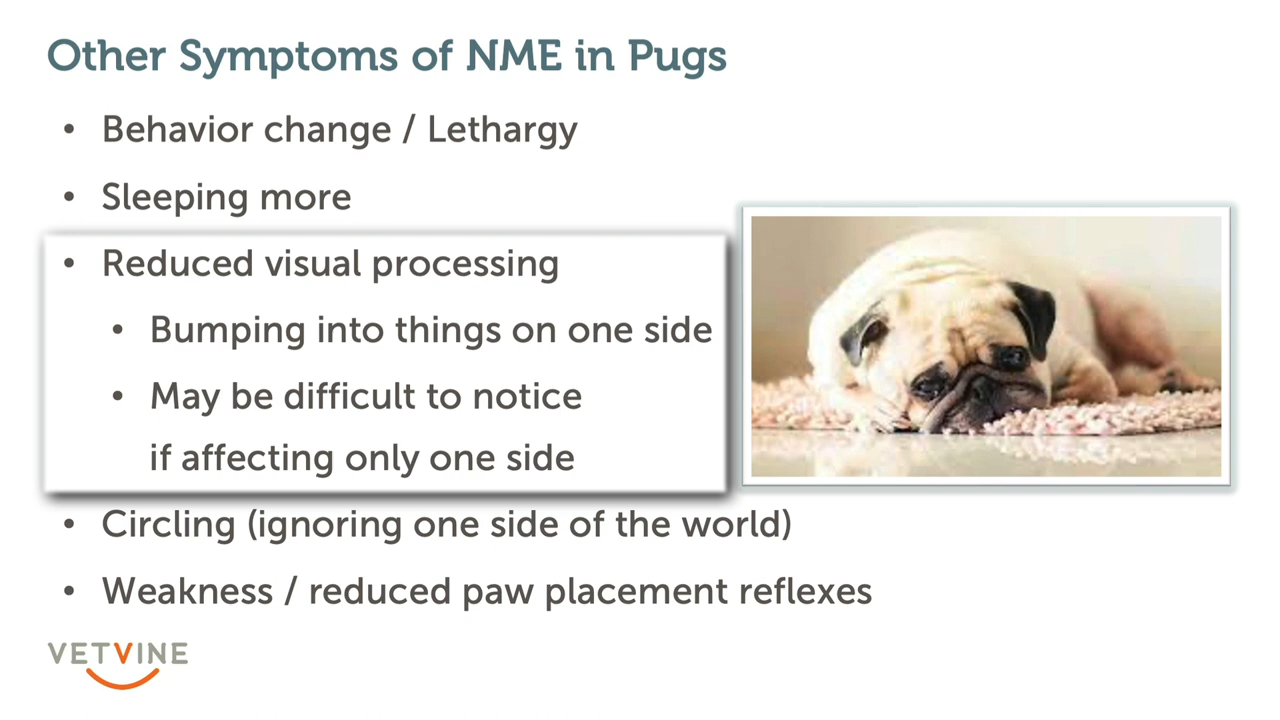 Other Symptoms of NME in Pugs
• Behavior change / Lethargy
• Sleeping more
• Reduced visual processing
• Bumping into things on one side
• May be difficult to notice
if affecting only one side
• Circling (ignoring one side of the world)
• Weakness / reduced paw placement reflexes
VETVINE